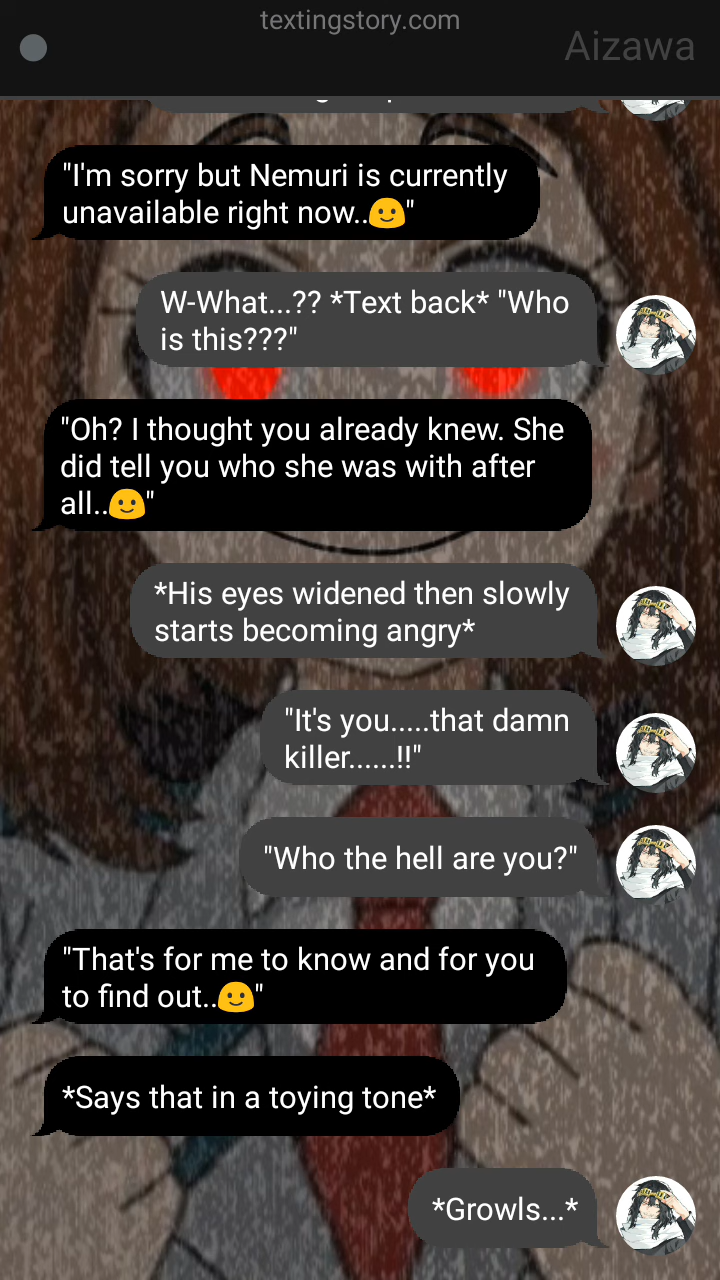 textingstory.com
Aizawa
"I'm sorry but Nemuri is currently
unavailable right now..🙂"
W-What...?? *Text back* "Who
is this???"
"Oh? I thought you already knew. She
did tell you who she was with after
all..🙂"
*His eyes widened then slowly
starts becoming angry*
"It's you.....that damn
killer......!!"
"Who the hell are you?"
"That's for me to know and for you
to find out..🙂"
*Says that in a toying tone*
*Growls...*